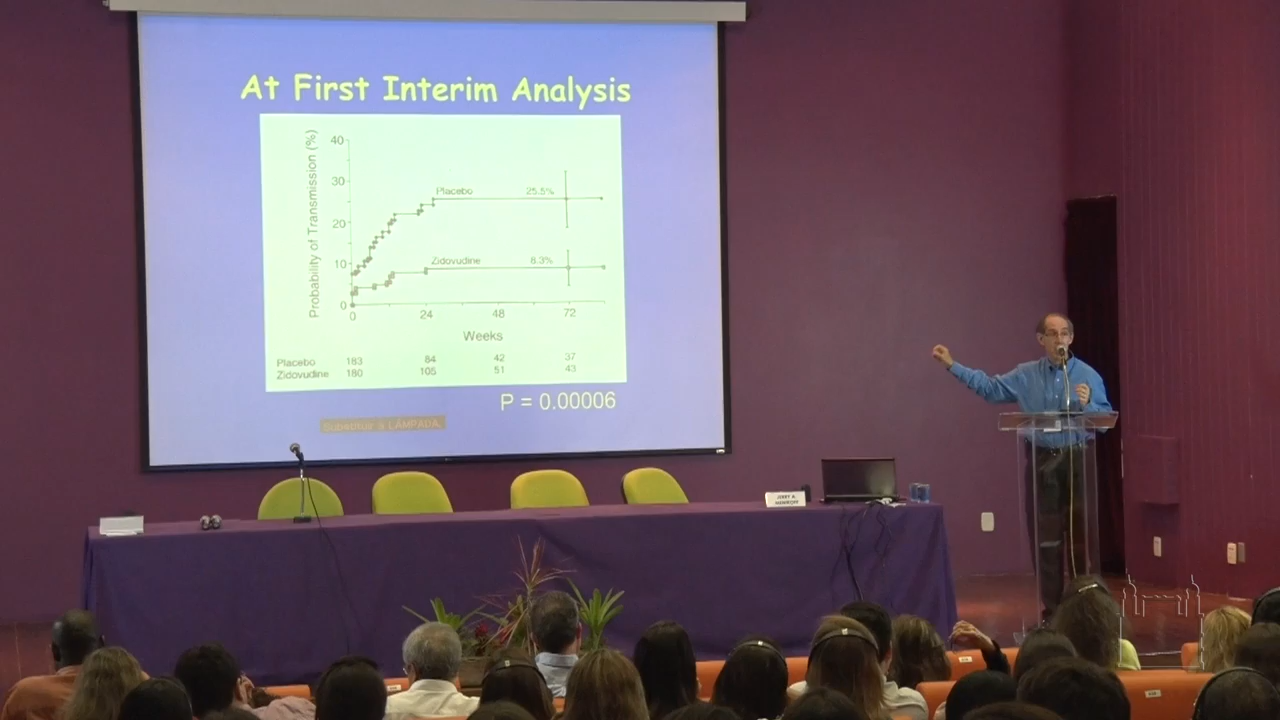 At First Interim Analysis
Probability of Transmission (%)
40
30
20
10
0
Placebo 25.5%
Zidovudine 8.3%
0 24 48 72
Weeks
Placebo 183 84 42 37
Zidovudine 180 105 51 43
P = 0.00006
Substituir a LÂMPADA.
JERRY A.